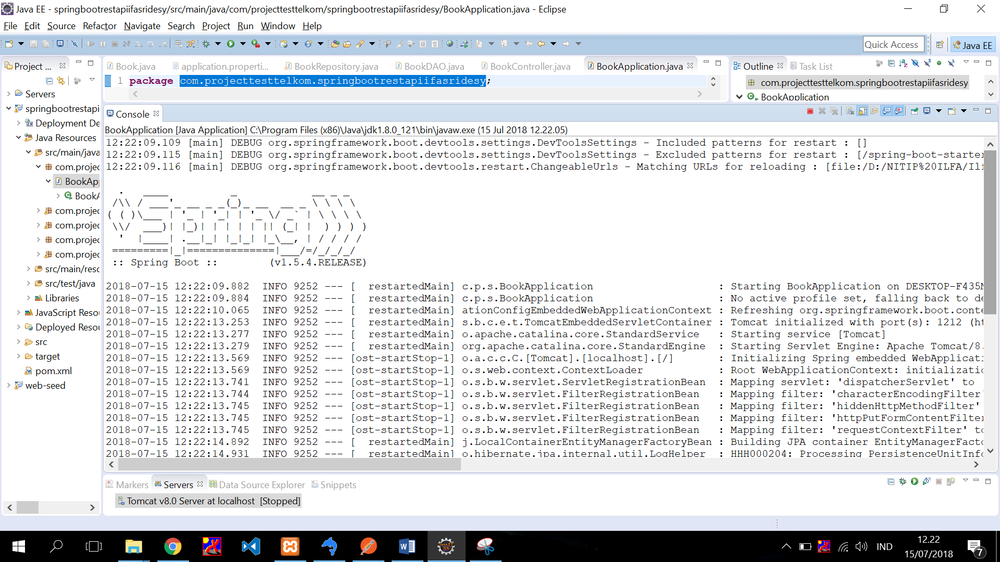 Java EE - springbootrestapiifasridesy/src/main/java/com/projecttesttelkom/springbootrestapiifasridesy/BookApplication.java - Eclipse
File Edit Source Refactor Navigate Search Project Run Window Help
Quick Access Java EE
Project ...
Servers
springbootrestapi
Deployment De
Java Resources
src/main/java
com.projec
BookAp
BookA
com.projec
com.projec
com.projec
com.projec
src/main/resc
src/test/java
Libraries
JavaScript Resou
Deployed Resou
src
target
pom.xml
web-seed
Book.java application.properti... BookRepository.java BookDAO.java BookController.java BookApplication.java
1 package com.projecttesttelkom.springbootrestapiifasridesy;
Outline Task List
com.projecttesttelkom.springbootrestapiifasridesy
BookApplication
Console
BookApplication [Java Application] C:\Program Files (x86)\Java\jdk1.8.0_121\bin\javaw.exe (15 Jul 2018 12.22.05)
12:22:09.109 [main] DEBUG org.springframework.boot.devtools.settings.DevToolsSettings - Included patterns for restart : []
12:22:09.115 [main] DEBUG org.springframework.boot.devtools.settings.DevToolsSettings - Excluded patterns for restart : [/spring-boot-starter
12:22:09.116 [main] DEBUG org.springframework.boot.devtools.restart.ChangeableUrls - Matching URLs for reloading : [file:/D:/NITIP%20ILFA/Ilf
Spring
:: Spring Boot :: (v1.5.4.RELEASE)
2018-07-15 12:22:09.882 INFO 9252 --- [ restartedMain] c.p.s.BookApplication : Starting BookApplication on DESKTOP-F435M
2018-07-15 12:22:09.884 INFO 9252 --- [ restartedMain] c.p.s.BookApplication : No active profile set, falling back to de
2018-07-15 12:22:10.065 INFO 9252 --- [ restartedMain] ationConfigEmbeddedWebApplicationContext : Refreshing org.springframework.boot.conte
2018-07-15 12:22:13.253 INFO 9252 --- [ restartedMain] s.b.c.e.t.TomcatEmbeddedServletContainer : Tomcat initialized with port(s): 1212 (ht
2018-07-15 12:22:13.277 INFO 9252 --- [ restartedMain] o.apache.catalina.core.StandardService : Starting service [Tomcat]
2018-07-15 12:22:13.279 INFO 9252 --- [ restartedMain] org.apache.catalina.core.StandardEngine : Starting Servlet Engine: Apache Tomcat/8.
2018-07-15 12:22:13.569 INFO 9252 --- [ost-startStop-1] o.a.c.c.C.[Tomcat].[localhost].[/] : Initializing Spring embedded WebApplicati
2018-07-15 12:22:13.569 INFO 9252 --- [ost-startStop-1] o.s.web.context.ContextLoader : Root WebApplicationContext: initializatio
2018-07-15 12:22:13.741 INFO 9252 --- [ost-startStop-1] o.s.b.w.servlet.ServletRegistrationBean : Mapping servlet: 'dispatcherServlet' to
2018-07-15 12:22:13.744 INFO 9252 --- [ost-startStop-1] o.s.b.w.servlet.FilterRegistrationBean : Mapping filter: 'characterEncodingFilter'
2018-07-15 12:22:13.745 INFO 9252 --- [ost-startStop-1] o.s.b.w.servlet.FilterRegistrationBean : Mapping filter: 'hiddenHttpMethodFilter'
2018-07-15 12:22:13.745 INFO 9252 --- [ost-startStop-1] o.s.b.w.servlet.FilterRegistrationBean : Mapping filter: 'httpPutFormContentFilter
2018-07-15 12:22:13.745 INFO 9252 --- [ost-startStop-1] o.s.b.w.servlet.FilterRegistrationBean : Mapping filter: 'requestContextFilter' to
2018-07-15 12:22:14.892 INFO 9252 --- [ restartedMain] j.LocalContainerEntityManagerFactoryBean : Building JPA container EntityManagerFacto
2018-07-15 12:22:14.931 INFO 9252 --- [ restartedMain] o.hibernate.jpa.internal.util.LogHelper : HHH000204: Processing PersistenceUnitInfo
Markers Servers Data Source Explorer Snippets
Tomcat v8.0 Server at localhost [Stopped]
IND
12.22
15/07/2018
7